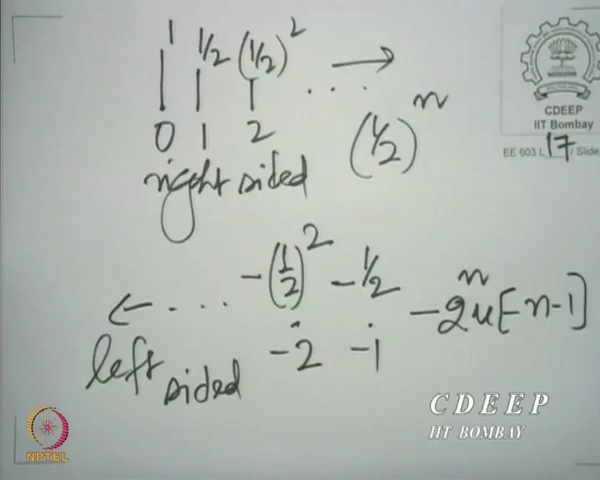 1 1/2 (1/2)²
0 1 2 . . . → (1/2)ⁿ
right sided
CDEEP
IIT Bombay
EE 603 L 17 / Slide
← . . . -(1/2)² -1/2 -2ⁿu[-n-1]
-2 -1
left sided
CDEEP
IIT BOMBAY
NPTEL